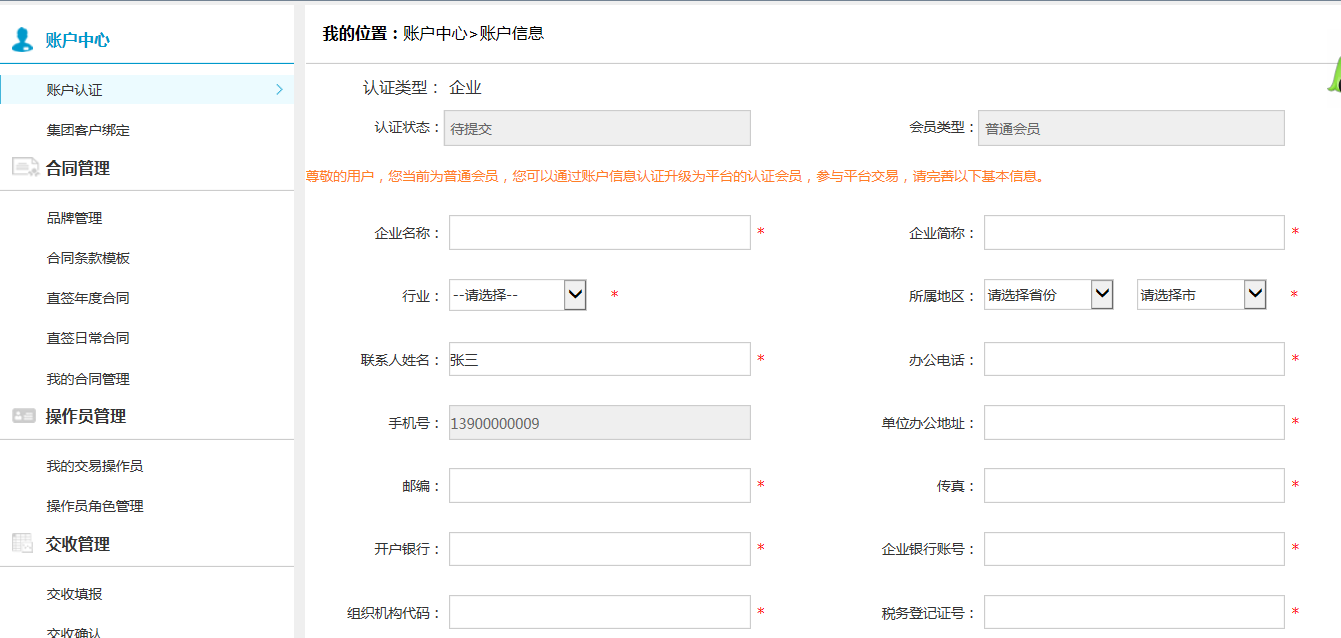 账户中心
账户认证
集团客户绑定
合同管理
品牌管理
合同条款模板
直签年度合同
直签日常合同
我的合同管理
操作员管理
我的交易操作员
操作员角色管理
交收管理
交收填报
交收确认
我的位置：账户中心>账户信息
认证类型： 企业
认证状态： 待提交 会员类型： 普通会员
尊敬的用户，您当前为普通会员，您可以通过账户信息认证升级为平台的认证会员，参与平台交易，请完善以下基本信息。
企业名称： * 企业简称： *
行业： --请选择-- * 所属地区： 请选择省份 请选择市 *
联系人姓名： 张三 * 办公电话： *
手机号： 13900000009 单位办公地址： *
邮编： * 传真： *
开户银行： * 企业银行账号： *
组织机构代码： * 税务登记证号： *